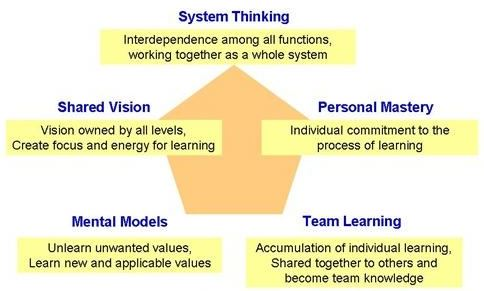 System Thinking
Interdependence among all functions,
working together as a whole system
Shared Vision
Vision owned by all levels,
Create focus and energy for learning
Personal Mastery
Individual commitment to the
process of learning
Mental Models
Unlearn unwanted values,
Learn new and applicable values
Team Learning
Accumulation of individual learning,
Shared together to others and
become team knowledge